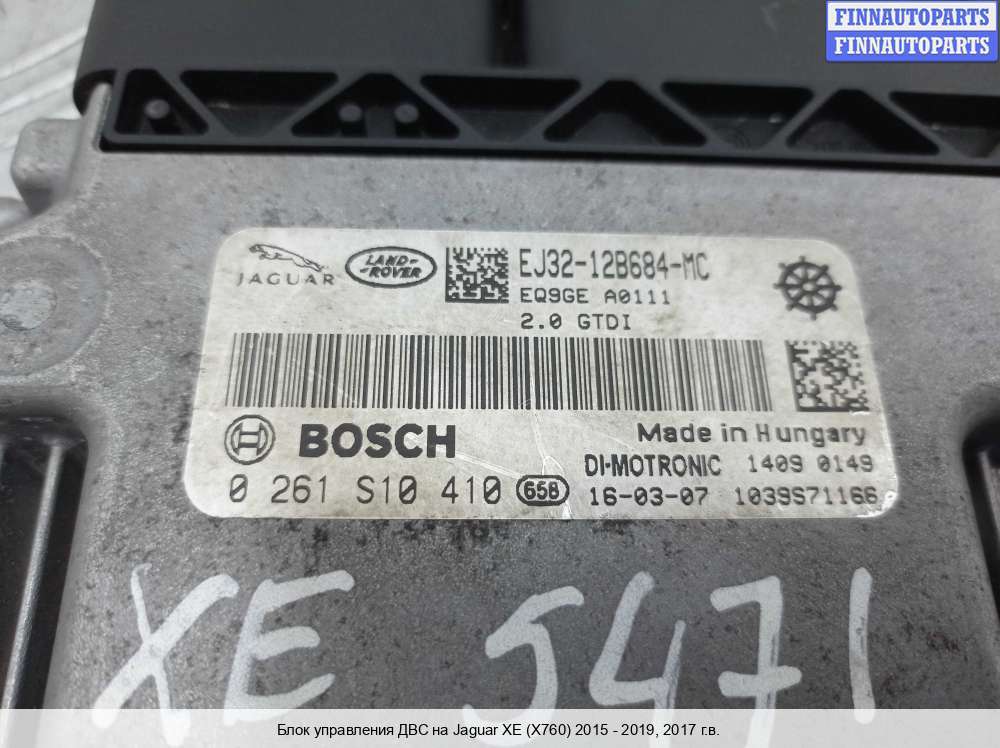 FINNAUTOPARTS
FINNAUTOPARTS
JAGUAR
LAND-
-ROVER
EJ32-12B684-MC
EQ9GE A0111
2.0 GTDI
BOSCH
Made in Hungary
DI-MOTRONIC 1409 0149
0 261 S10 410 658 16-03-07 1039S71166
XE J471
Блок управления ДВС на Jaguar XE (X760) 2015 - 2019, 2017 г.в.